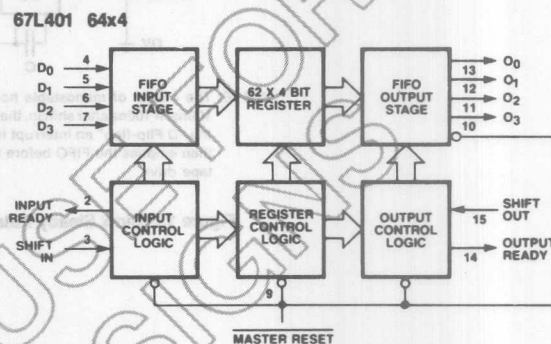 67L401 64x4
D0 4
D1 5
D2 6
D3 7
FIFO
INPUT
STAGE
62 X 4 BIT
REGISTER
FIFO
OUTPUT
STAGE
O0
13 O1
12 O2
11 O3
10
INPUT
READY
2
SHIFT
IN
3
INPUT
CONTROL
LOGIC
REGISTER
CONTROL
LOGIC
OUTPUT
CONTROL
LOGIC
SHIFT
OUT
15
OUTPUT
READY
14
9
MASTER RESET